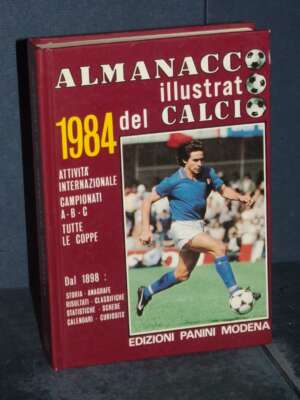 ALMANACCO
illustrato
1984 del CALCIO
ATTIVITÀ
INTERNAZIONALE
CAMPIONATI
A-B-C
TUTTE
LE COPPE
Dal 1898 :
STORIA - ANAGRAFE
RISULTATI - CLASSIFICHE
STATISTICHE - SCHEDE
CALENDARI - CURIOSITÀ
EDIZIONI PANINI MODENA